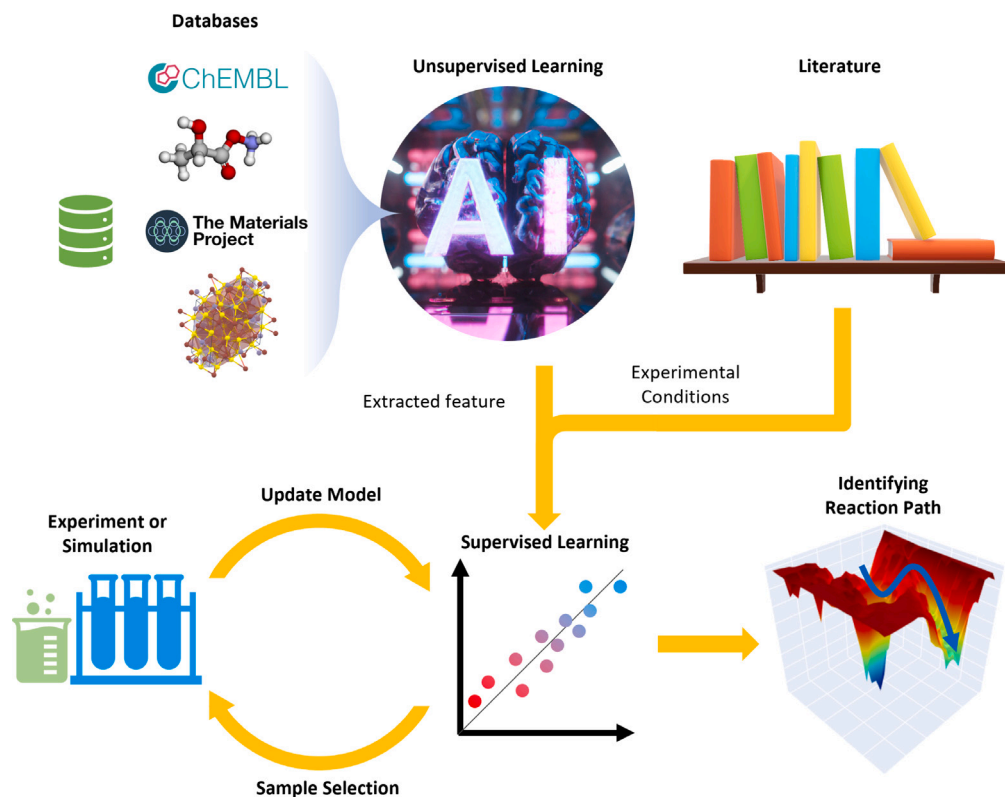 Databases
ChEMBL
The Materials
Project
Unsupervised Learning
AI
Literature
Extracted feature
Experimental
Conditions
Update Model
Experiment or
Simulation
Supervised Learning
Identifying
Reaction Path
Sample Selection